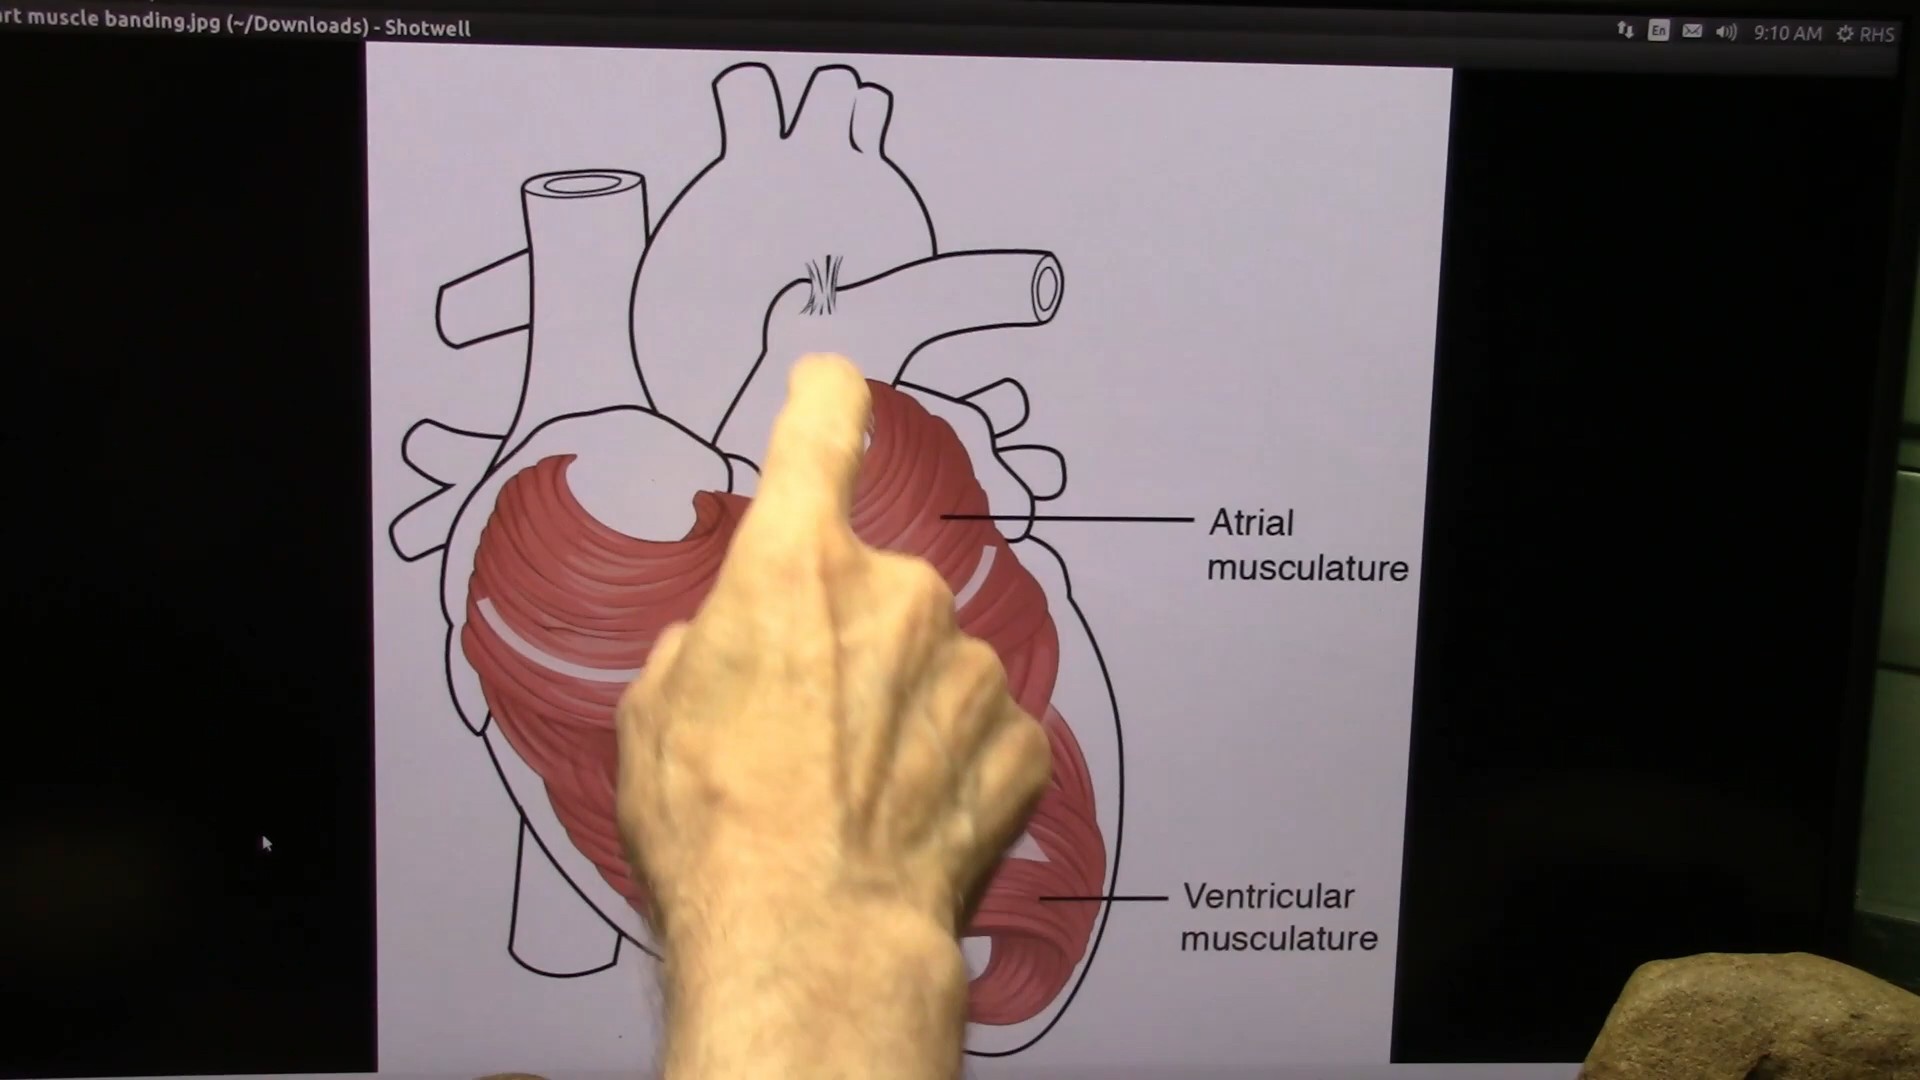 rt muscle banding.jpg (~/Downloads) - Shotwell
En
9:10 AM
RHS
Atrial
musculature
Ventricular
musculature